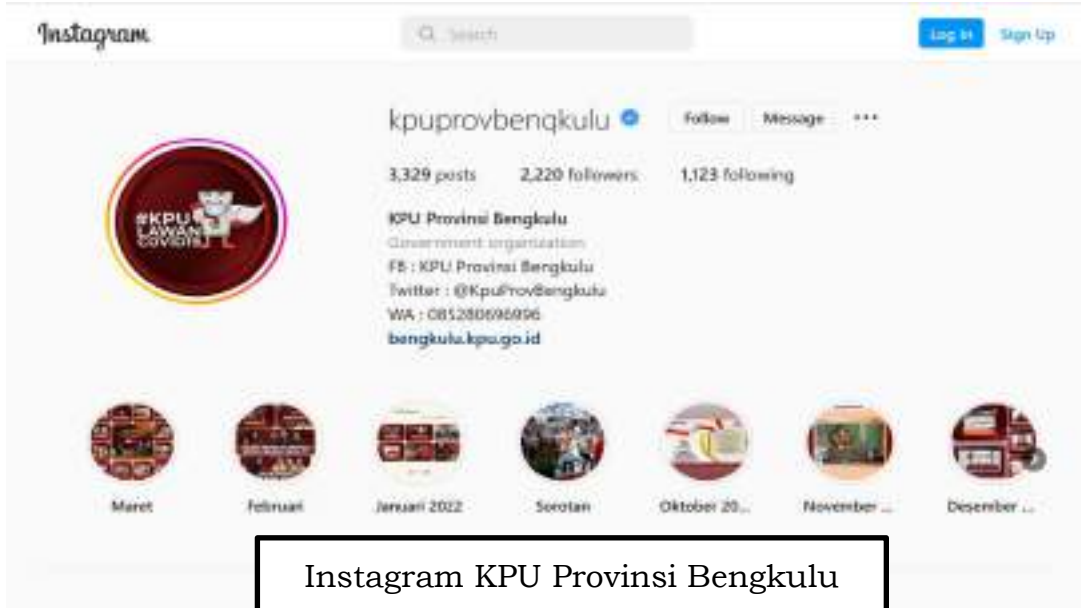 Instagram
Search
Log In Sign Up
kpuprovbengkulu
Follow Message
3,329 posts 2,220 followers 1,123 following
KPU Provinsi Bengkulu
Government organization
FB : KPU Provinsi Bengkulu
Twitter : @KpuProvBengkulu
WA : 085280696996
bengkulu.kpu.go.id
#KPU
LAWAN
COVID19
Maret Februari Januari 2022 Sorotan Oktober 20... November ... Desember ...
Instagram KPU Provinsi Bengkulu